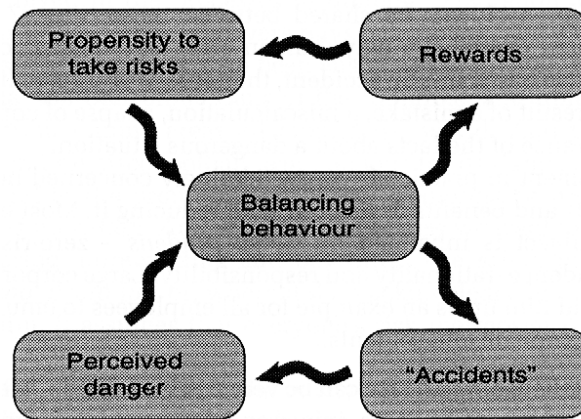 Propensity to
take risks
Rewards
Balancing
behaviour
Perceived
danger
"Accidents"